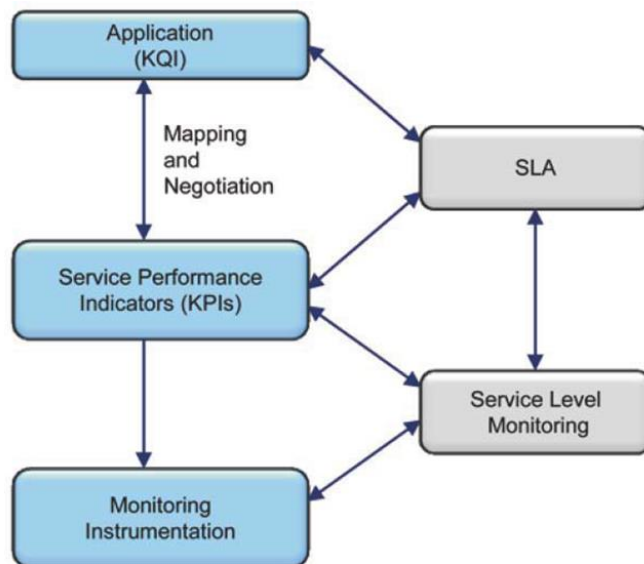 Application
(KQI)
Mapping
and
Negotiation
SLA
Service Performance
Indicators (KPIs)
Service Level
Monitoring
Monitoring
Instrumentation